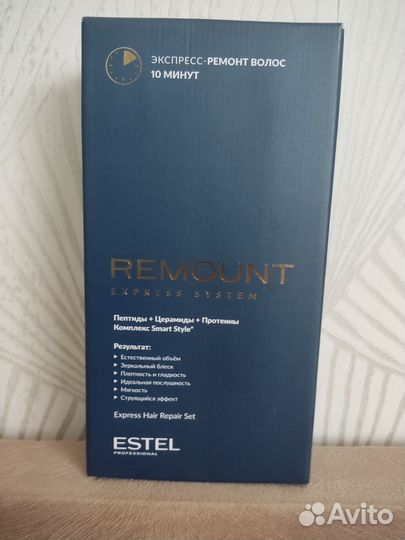 ЭКСПРЕСС-РЕМОНТ ВОЛОС
10 МИНУТ
REMOUNT
EXPRESS SYSTEM
Пептиды + Церамиды + Протеины
Комплекс Smart Style*
Результат:
• Естественный объём
• Зеркальный блеск
• Плотность и гладкость
• Идеальная послушность
• Мягкость
• Струящийся эффект
Express Hair Repair Set
ESTEL
PROFESSIONAL
Avito